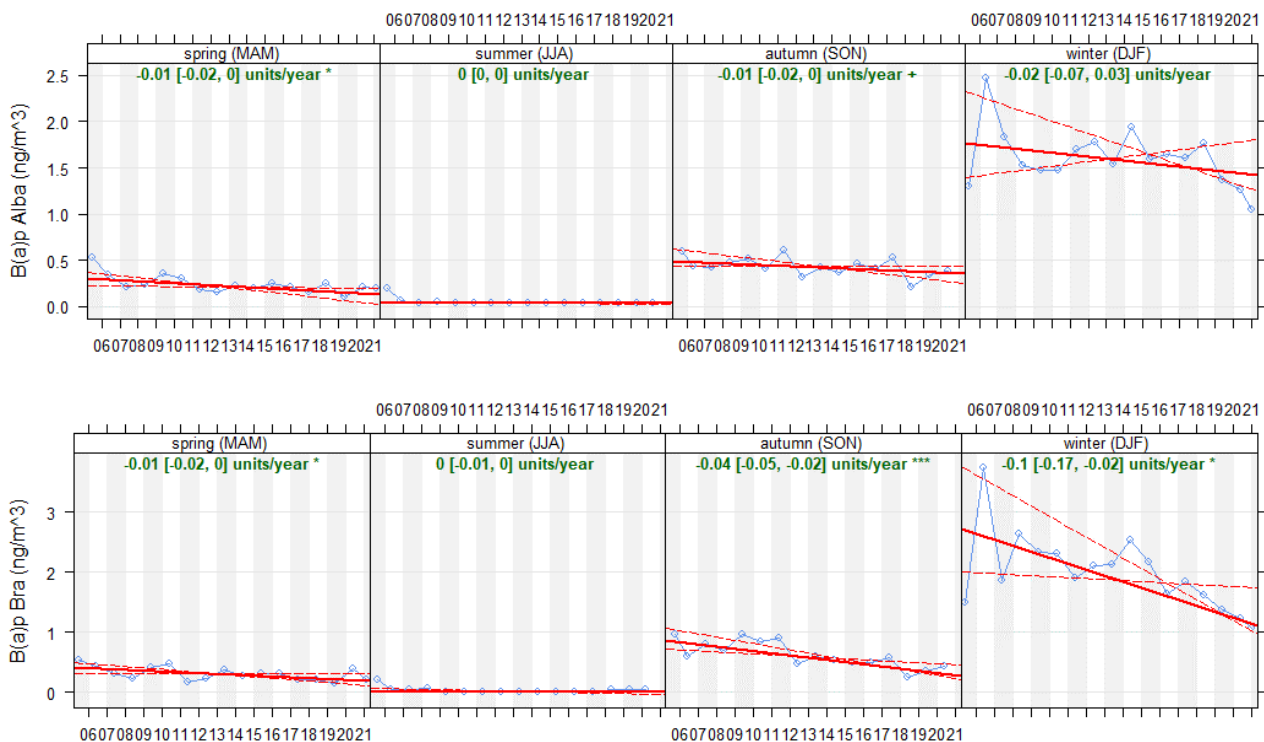 06070809101112131415161718192021 06070809101112131415161718192021
spring (MAM) summer (JJA) autumn (SON) winter (DJF)
-0.01 [-0.02, 0] units/year * 0 [0, 0] units/year -0.01 [-0.02, 0] units/year + -0.02 [-0.07, 0.03] units/year
B(a)p Alba (ng/m^3)
2.5
2.0
1.5
1.0
0.5
0.0
06070809101112131415161718192021 06070809101112131415161718192021
06070809101112131415161718192021 06070809101112131415161718192021
spring (MAM) summer (JJA) autumn (SON) winter (DJF)
-0.01 [-0.02, 0] units/year * 0 [-0.01, 0] units/year -0.04 [-0.05, -0.02] units/year *** -0.1 [-0.17, -0.02] units/year *
B(a)p Bra (ng/m^3)
3
2
1
0
06070809101112131415161718192021 06070809101112131415161718192021